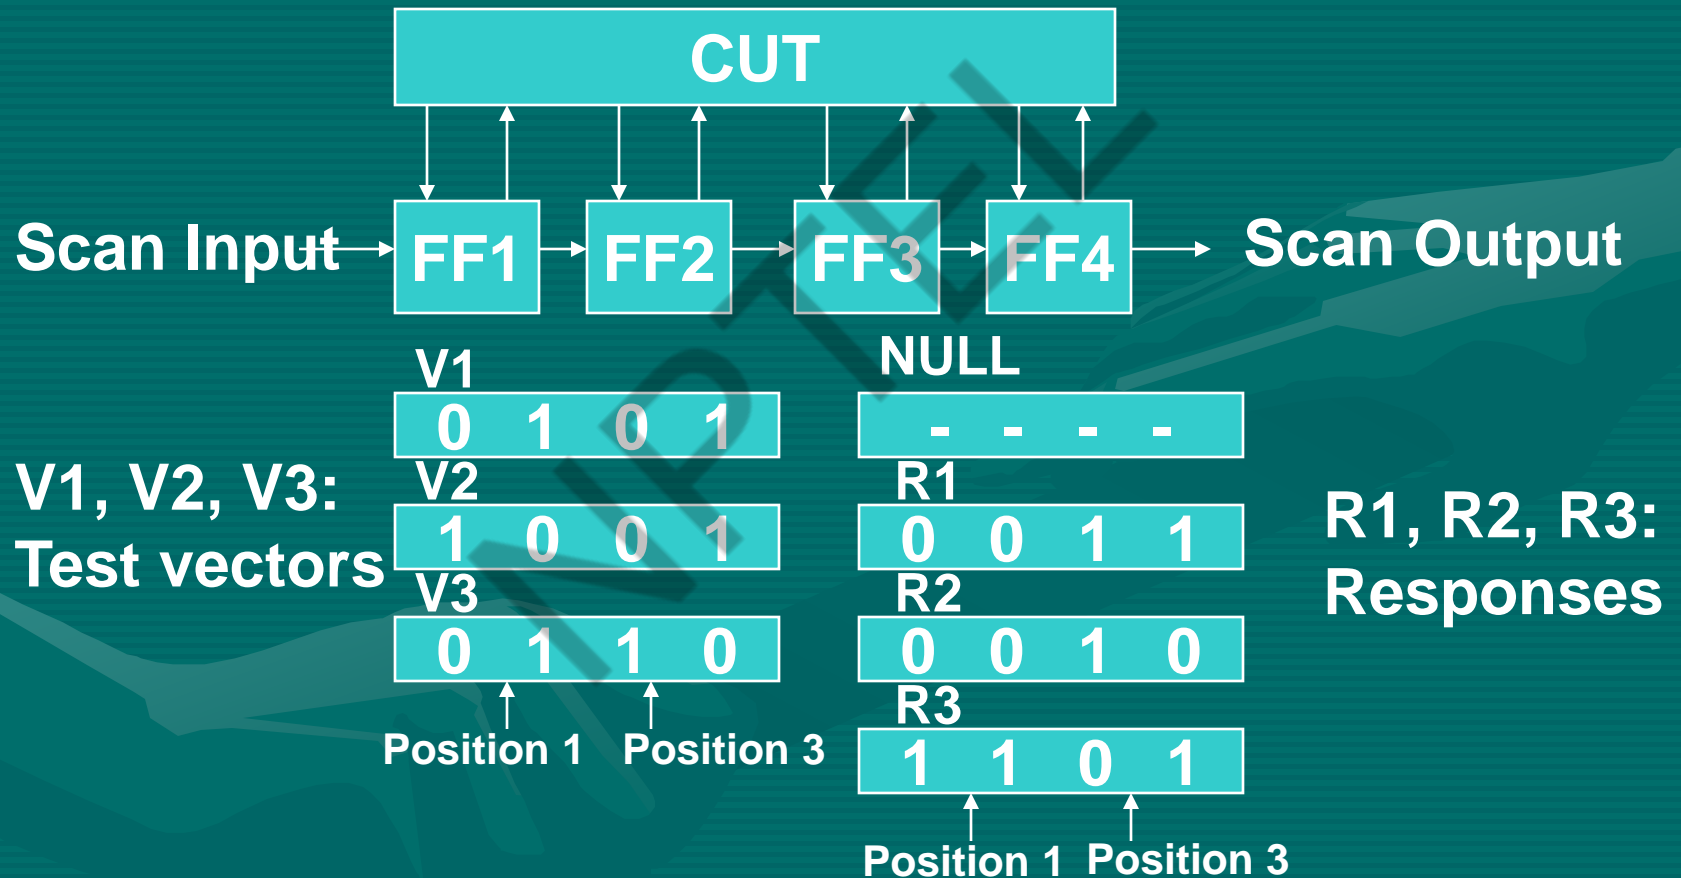 CUT
Scan Input
FF1 FF2 FF3 FF4
Scan Output
V1
0 1 0 1
V2
1 0 0 1
V3
0 1 1 0
Position 1 Position 3
V1, V2, V3:
Test vectors
NULL
- - - -
R1
0 0 1 1
R2
0 0 1 0
R3
1 1 0 1
Position 1 Position 3
R1, R2, R3:
Responses
NPTEL